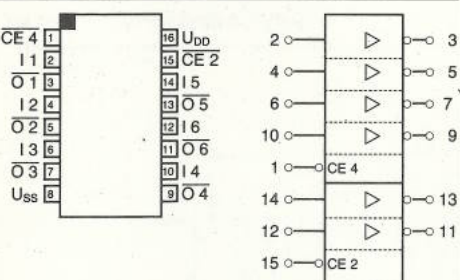 C̅E̅ ̅4̅ 1 16 UDD
I 1 2 15 C̅E̅ ̅2̅
O̅ ̅1̅ 3 14 I 5
I 2 4 13 O̅ ̅5̅
O̅ ̅2̅ 5 12 I 6
I 3 6 11 O̅ ̅6̅
O̅ ̅3̅ 7 10 I 4
USS 8 9 O̅ ̅4̅
2 3
4 5
6 7
10 9
1 CE 4
14 13
12 11
15 CE 2